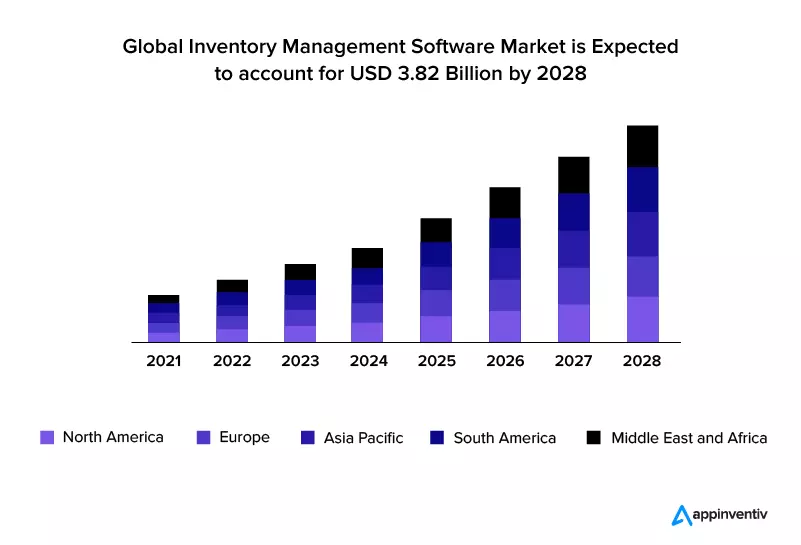 Global Inventory Management Software Market is Expected
to account for USD 3.82 Billion by 2028
2021 2022 2023 2024 2025 2026 2027 2028
North America Europe Asia Pacific South America Middle East and Africa
appinventiv